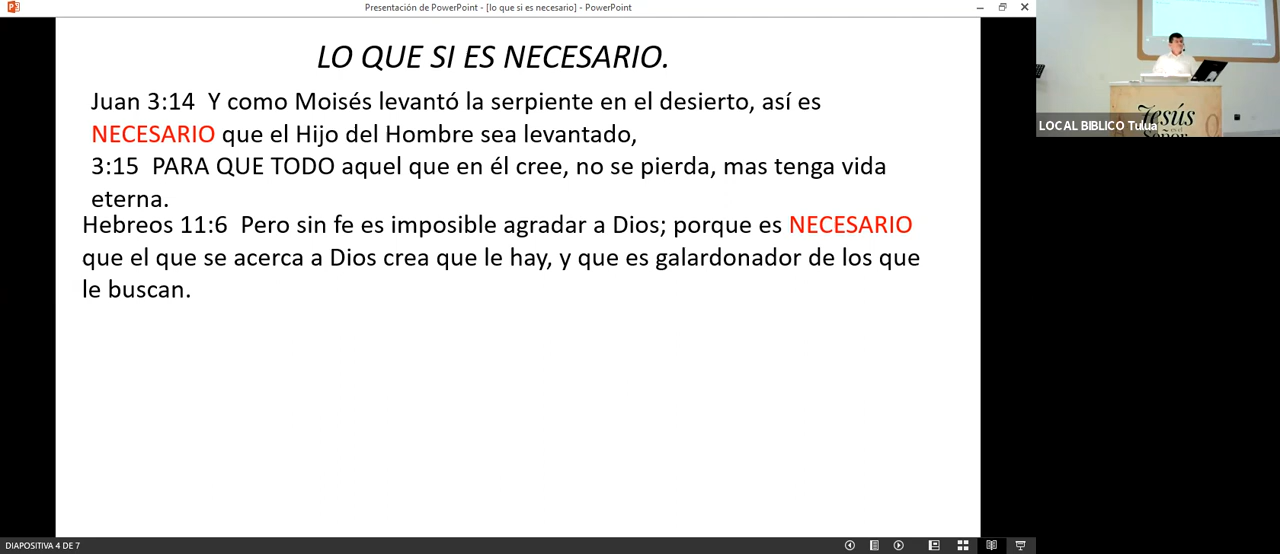 Presentación de PowerPoint - [lo que si es necesario] - PowerPoint
LO QUE SI ES NECESARIO.
Juan 3:14  Y como Moisés levantó la serpiente en el desierto, así es
NECESARIO que el Hijo del Hombre sea levantado,
3:15  PARA QUE TODO aquel que en él cree, no se pierda, mas tenga vida
eterna.
Hebreos 11:6  Pero sin fe es imposible agradar a Dios; porque es NECESARIO
que el que se acerca a Dios crea que le hay, y que es galardonador de los que
le buscan.
Jesús
es el
Señor
LOCAL BIBLICO Tulua
DIAPOSITIVA 4 DE 7